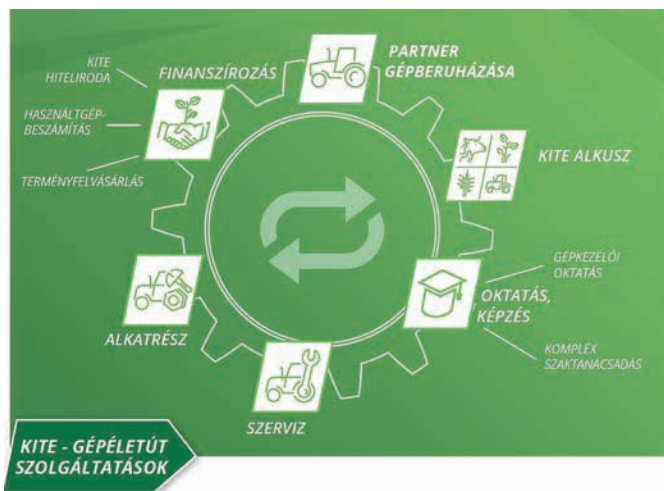 PARTNER
GÉPBERUHÁZÁSA
FINANSZÍROZÁS
KITE
HITELIRODA
HASZNÁLTGÉP-
BESZÁMÍTÁS
TERMÉNYFELVÁSÁRLÁS
KITE ALKUSZ
GÉPKEZELŐI
OKTATÁS
OKTATÁS,
KÉPZÉS
KOMPLEX
SZAKTANÁCSADÁS
ALKATRÉSZ
SZERVIZ
KITE - GÉPÉLETÚT
SZOLGÁLTATÁSOK